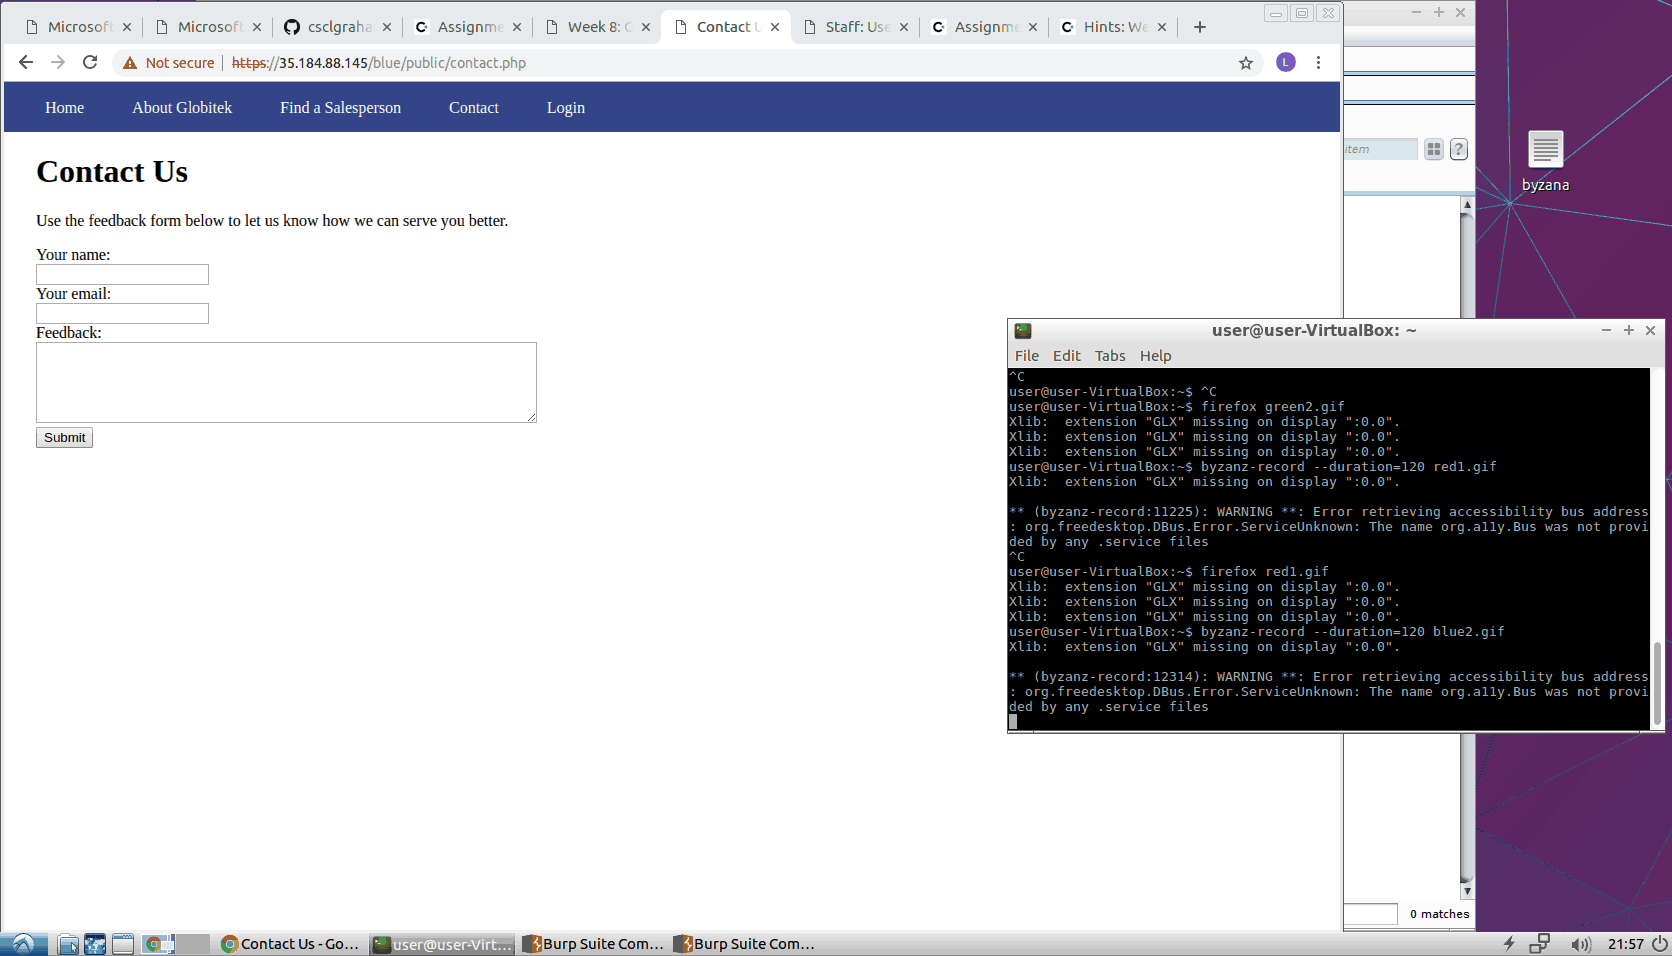 Microsoft
Microsoft
csclgraha
Assignme
Week 8: G
Contact U
Staff: Use
Assignme
Hints: We
Not secure
https://35.184.88.145/blue/public/contact.php
L
Home
About Globitek
Find a Salesperson
Contact
Login
Contact Us
Use the feedback form below to let us know how we can serve you better.
Your name:
Your email:
Feedback:
Submit
item
?
byzana
user@user-VirtualBox: ~
File Edit Tabs Help
^C
user@user-VirtualBox:~$ ^C
user@user-VirtualBox:~$ firefox green2.gif
Xlib:  extension "GLX" missing on display ":0.0".
Xlib:  extension "GLX" missing on display ":0.0".
Xlib:  extension "GLX" missing on display ":0.0".
user@user-VirtualBox:~$ byzanz-record --duration=120 red1.gif
Xlib:  extension "GLX" missing on display ":0.0".
** (byzanz-record:11225): WARNING **: Error retrieving accessibility bus address
: org.freedesktop.DBus.Error.ServiceUnknown: The name org.a11y.Bus was not provi
ded by any .service files
^C
user@user-VirtualBox:~$ firefox red1.gif
Xlib:  extension "GLX" missing on display ":0.0".
Xlib:  extension "GLX" missing on display ":0.0".
Xlib:  extension "GLX" missing on display ":0.0".
user@user-VirtualBox:~$ byzanz-record --duration=120 blue2.gif
Xlib:  extension "GLX" missing on display ":0.0".
** (byzanz-record:12314): WARNING **: Error retrieving accessibility bus address
: org.freedesktop.DBus.Error.ServiceUnknown: The name org.a11y.Bus was not provi
ded by any .service files
0 matches
Contact Us - Go...
user@user-Virt...
Burp Suite Com...
Burp Suite Com...
21:57